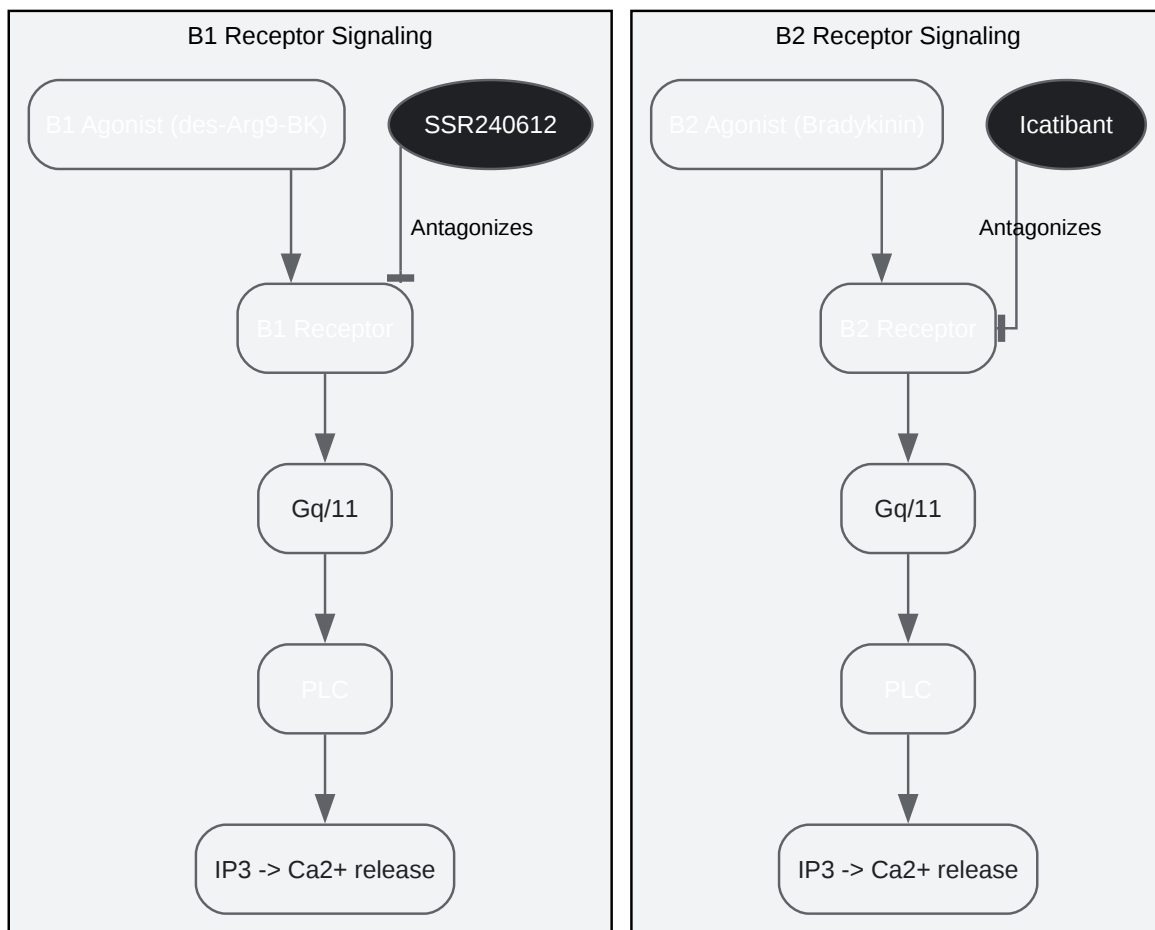 B1 Receptor Signaling
B1 Agonist (des-Arg9-BK)
SSR240612
Antagonizes
B1 Receptor
Gq/11
PLC
IP3 -> Ca2+ release
B2 Receptor Signaling
B2 Agonist (Bradykinin)
Icatibant
Antagonizes
B2 Receptor
Gq/11
PLC
IP3 -> Ca2+ release